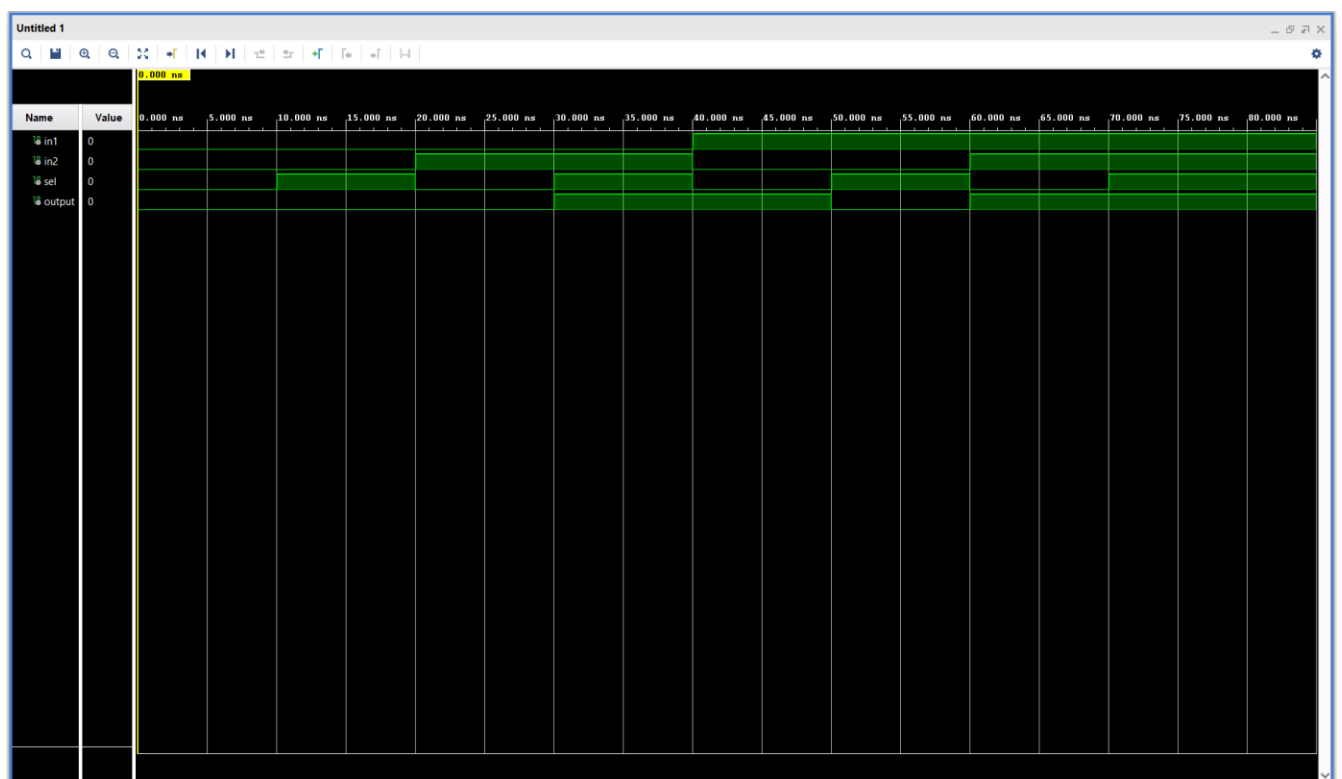 Untitled 1
0.000 ns
Name Value 0.000 ns 5.000 ns 10.000 ns 15.000 ns 20.000 ns 25.000 ns 30.000 ns 35.000 ns 40.000 ns 45.000 ns 50.000 ns 55.000 ns 60.000 ns 65.000 ns 70.000 ns 75.000 ns 80.000 ns
in1 0
in2 0
sel 0
output 0